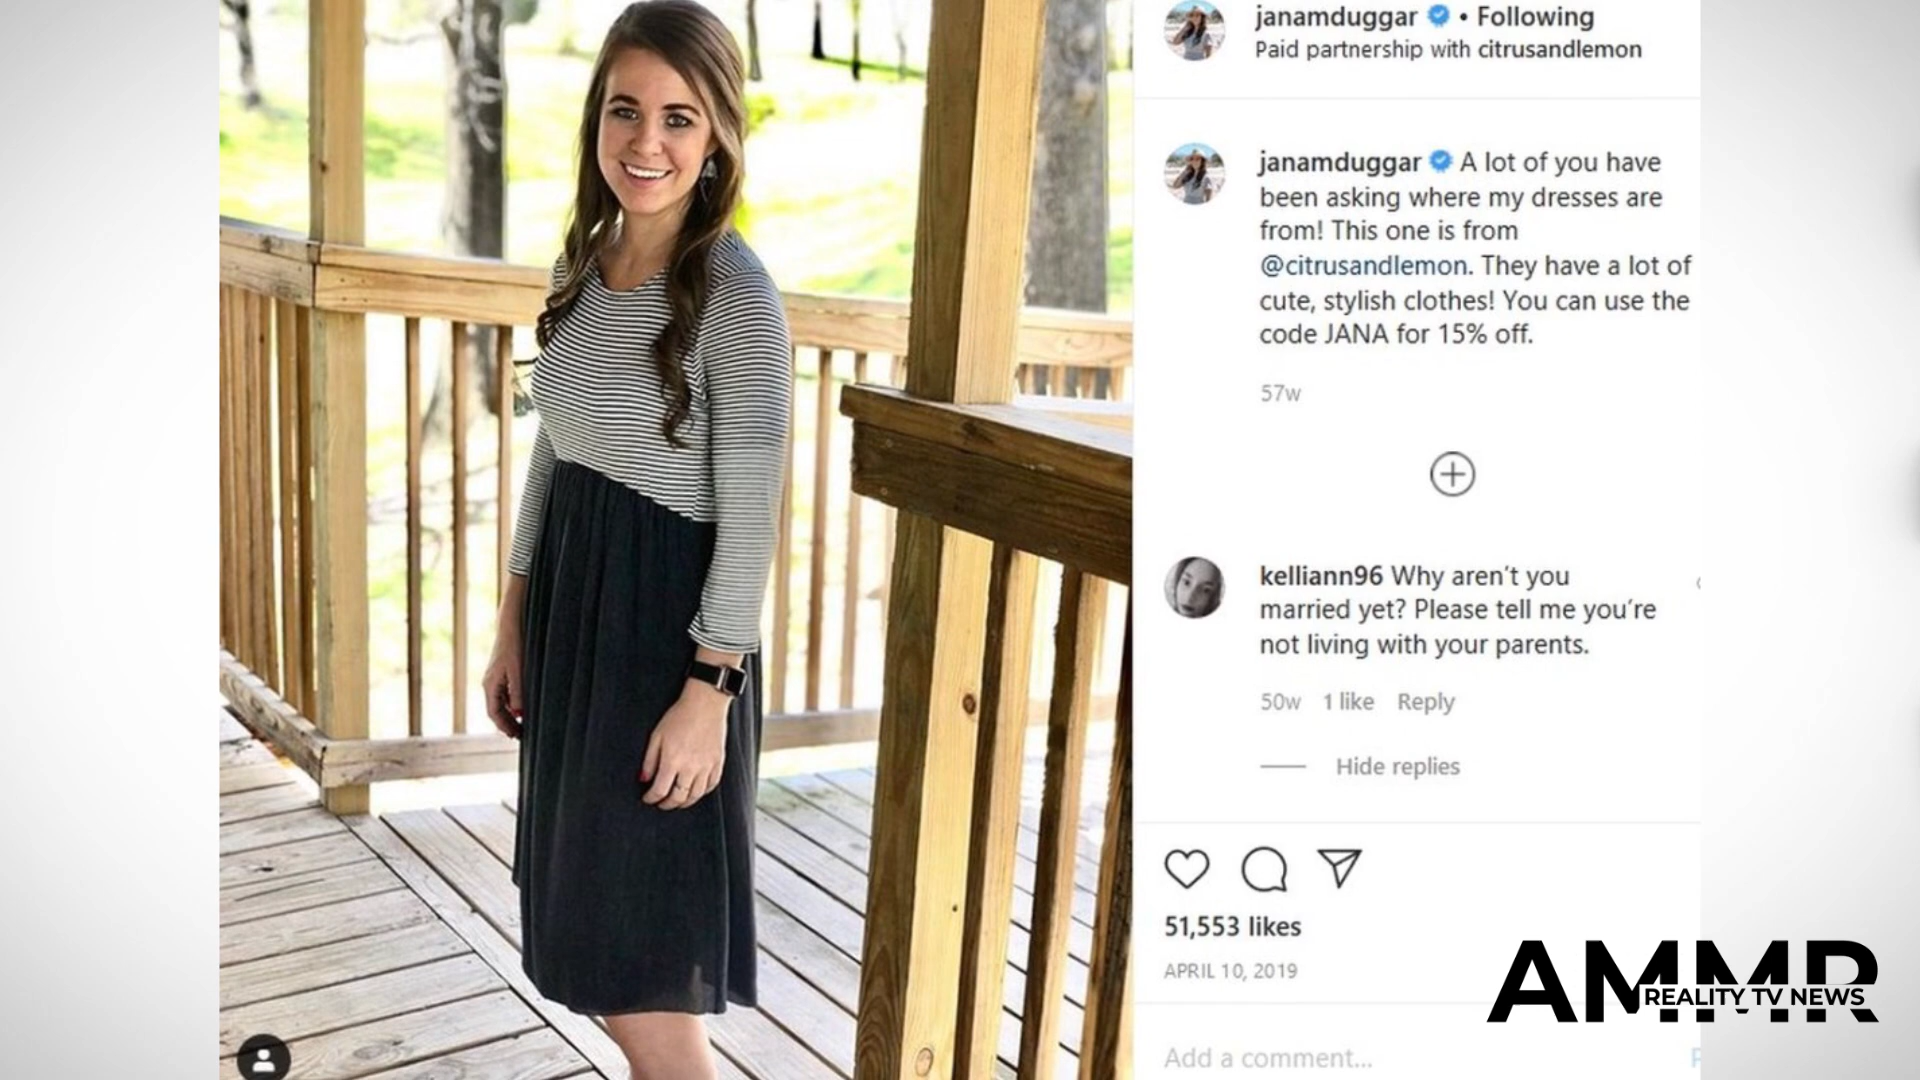 janamduggar • Following
Paid partnership with citrusandlemon
janamduggar A lot of you have
been asking where my dresses are
from! This one is from
@citrusandlemon. They have a lot of
cute, stylish clothes! You can use the
code JANA for 15% off.
57w
kelliann96 Why aren't you
married yet? Please tell me you're
not living with your parents.
50w 1 like Reply
Hide replies
51,553 likes
APRIL 10, 2019
Add a comment...
AMMR
REALITY TV NEWS